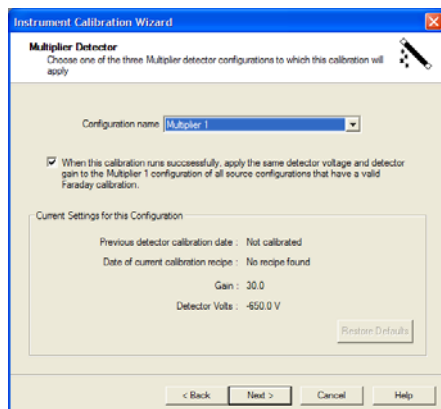 Instrument Calibration Wizard
Multiplier Detector
Choose one of the three Multiplier detector configurations to which this calibration will
apply
Configuration name Multiplier 1
When this calibration runs succsesfully, apply the same detector voltage and detector
gain to the Multiplier 1 configuration of all source configurations that have a valid
Faraday calibration.
Current Settings for this Configuration
Previous detector calibration date : Not calibrated
Date of current calibration recipe : No recipe found
Gain : 30.0
Detector Volts : -650.0 V
Restore Defaults
< Back Next > Cancel Help